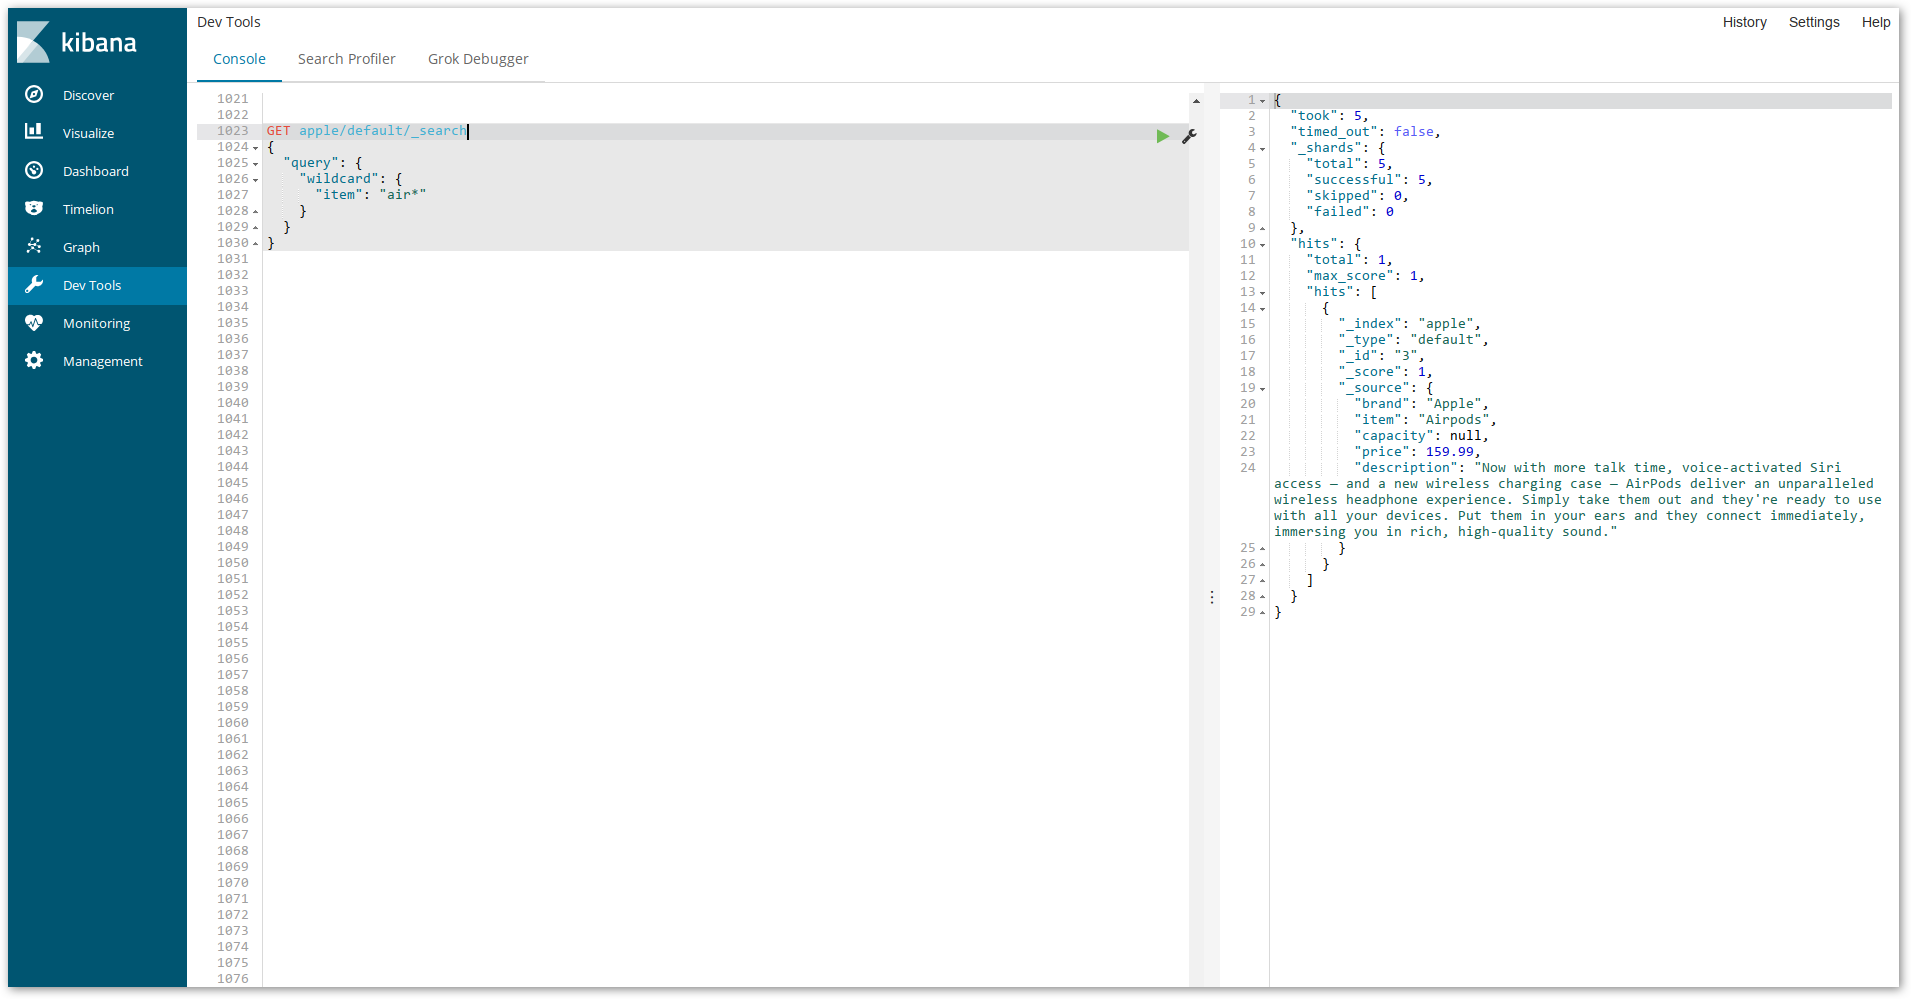 kibana
Discover
Visualize
Dashboard
Timelion
Graph
Dev Tools
Monitoring
Management
Dev Tools
History Settings Help
Console Search Profiler Grok Debugger
1021
1022
1023 GET apple/default/_search
1024 {
1025 "query": {
1026 "wildcard": {
1027 "item": "air*"
1028 }
1029 }
1030 }
1031
1032
1033
1034
1035
1036
1037
1038
1039
1040
1041
1042
1043
1044
1045
1046
1047
1048
1049
1050
1051
1052
1053
1054
1055
1056
1057
1058
1059
1060
1061
1062
1063
1064
1065
1066
1067
1068
1069
1070
1071
1072
1073
1074
1075
1076
1 {
2 "took": 5,
3 "timed_out": false,
4 "_shards": {
5 "total": 5,
6 "successful": 5,
7 "skipped": 0,
8 "failed": 0
9 },
10 "hits": {
11 "total": 1,
12 "max_score": 1,
13 "hits": [
14 {
15 "_index": "apple",
16 "_type": "default",
17 "_id": "3",
18 "_score": 1,
19 "_source": {
20 "brand": "Apple",
21 "item": "Airpods",
22 "capacity": null,
23 "price": 159.99,
24 "description": "Now with more talk time, voice-activated Siri
access — and a new wireless charging case — AirPods deliver an unparalleled
wireless headphone experience. Simply take them out and they're ready to use
with all your devices. Put them in your ears and they connect immediately,
immersing you in rich, high-quality sound."
25 }
26 }
27 ]
28 }
29 }